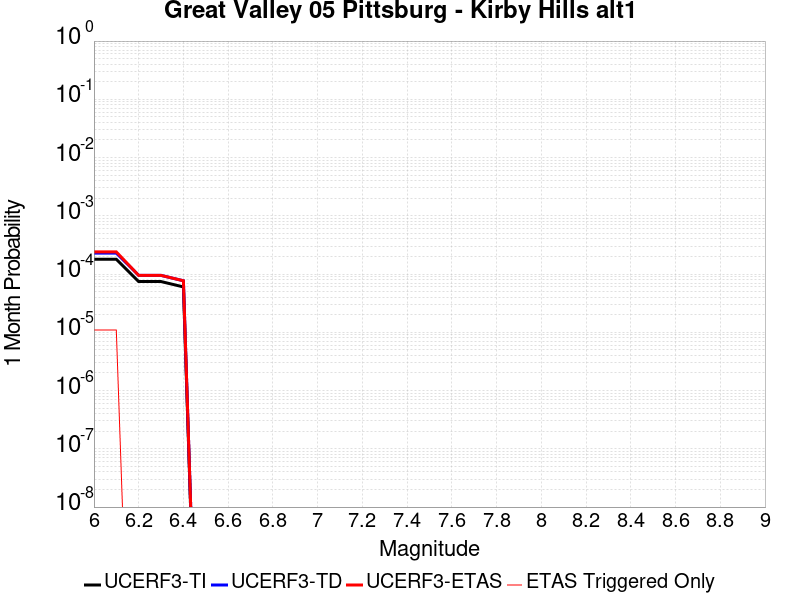 Great Valley 05 Pittsburg - Kirby Hills alt1
10^0
10^-1
10^-2
10^-3
10^-4
10^-5
10^-6
10^-7
10^-8
1 Month Probability
6 6.2 6.4 6.6 6.8 7 7.2 7.4 7.6 7.8 8 8.2 8.4 8.6 8.8 9
Magnitude
UCERF3-TI UCERF3-TD UCERF3-ETAS ETAS Triggered Only